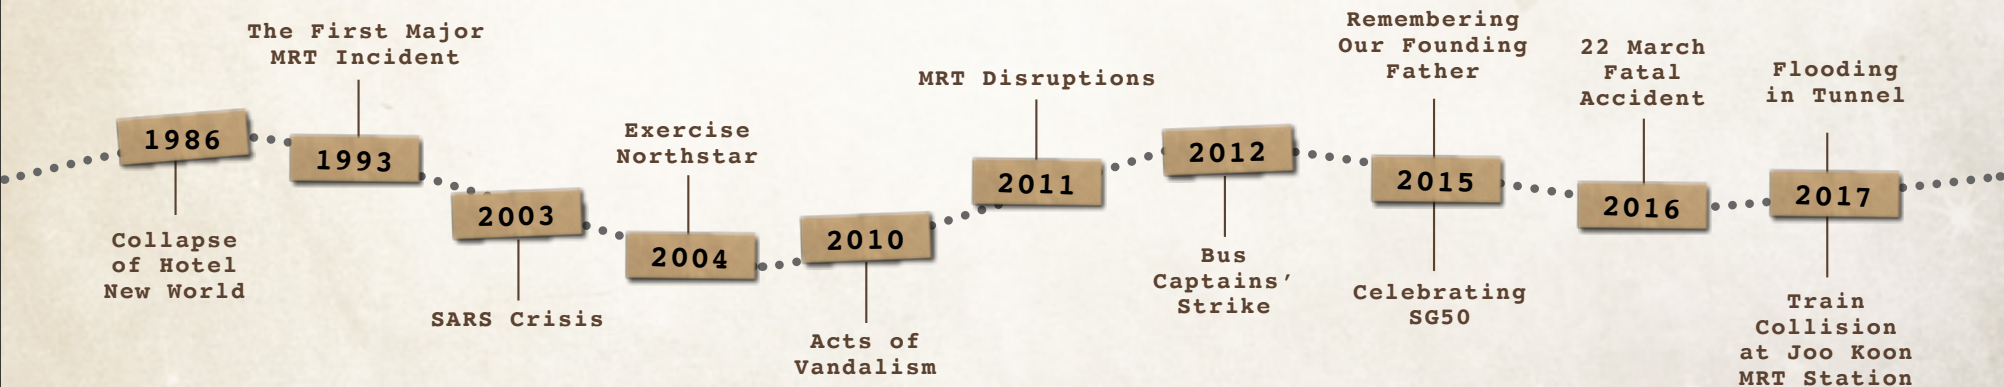 1986
Collapse
of Hotel
New World
The First Major
MRT Incident
1993
2003
SARS Crisis
Exercise
Northstar
2004
2010
Acts of
Vandalism
MRT Disruptions
2011
2012
Bus
Captains’
Strike
Remembering
Our Founding
Father
2015
Celebrating
SG50
22 March
Fatal
Accident
2016
Flooding
in Tunnel
2017
Train
Collision
at Joo Koon
MRT Station